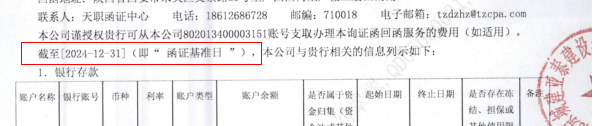 联系人：天职函证中心 电话：18612686728 邮编：710018 电子邮箱：tzdzhz@tzcpa.com
本公司谨授权贵行可从本公司802013400003151账号支取办理本询证函回函服务的费用（如适用）。
截至[2024-12-31]（即“函证基准日”），本公司与贵行相关的信息列示如下：
1. 银行存款
账户名称 银行账号 币种 利率 账户类型 账户余额 是否属于资 起始日期 终止日期 是否存在冻 备注
金归集（资 结、担保或